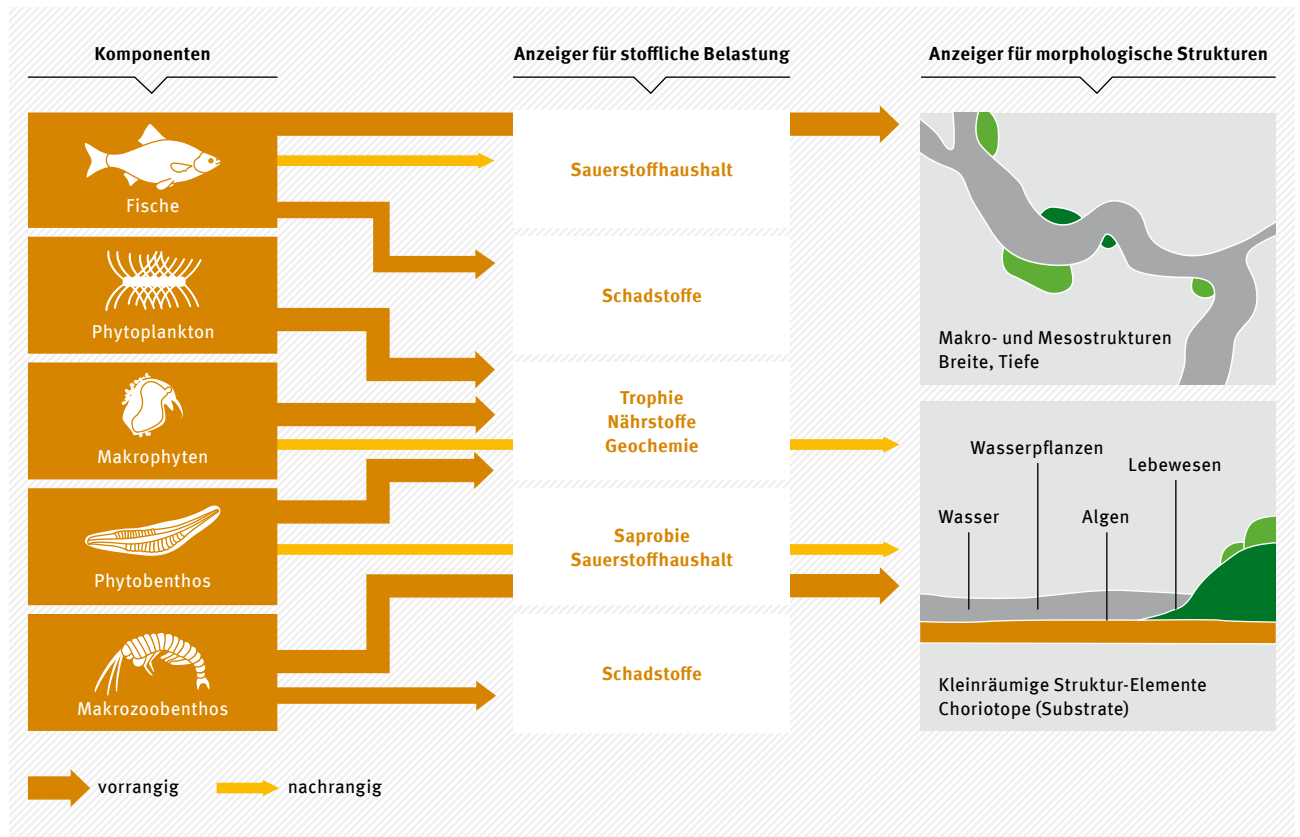 Komponenten
Anzeiger für stoffliche Belastung
Anzeiger für morphologische Strukturen
Fische
Phytoplankton
Makrophyten
Phytobenthos
Makrozoobenthos
Sauerstoffhaushalt
Schadstoffe
Trophie
Nährstoffe
Geochemie
Saprobie
Sauerstoffhaushalt
Schadstoffe
Makro- und Mesostrukturen
Breite, Tiefe
Wasserpflanzen
Lebewesen
Wasser
Algen
Kleinräumige Struktur-Elemente
Choriotope (Substrate)
vorrangig
nachrangig